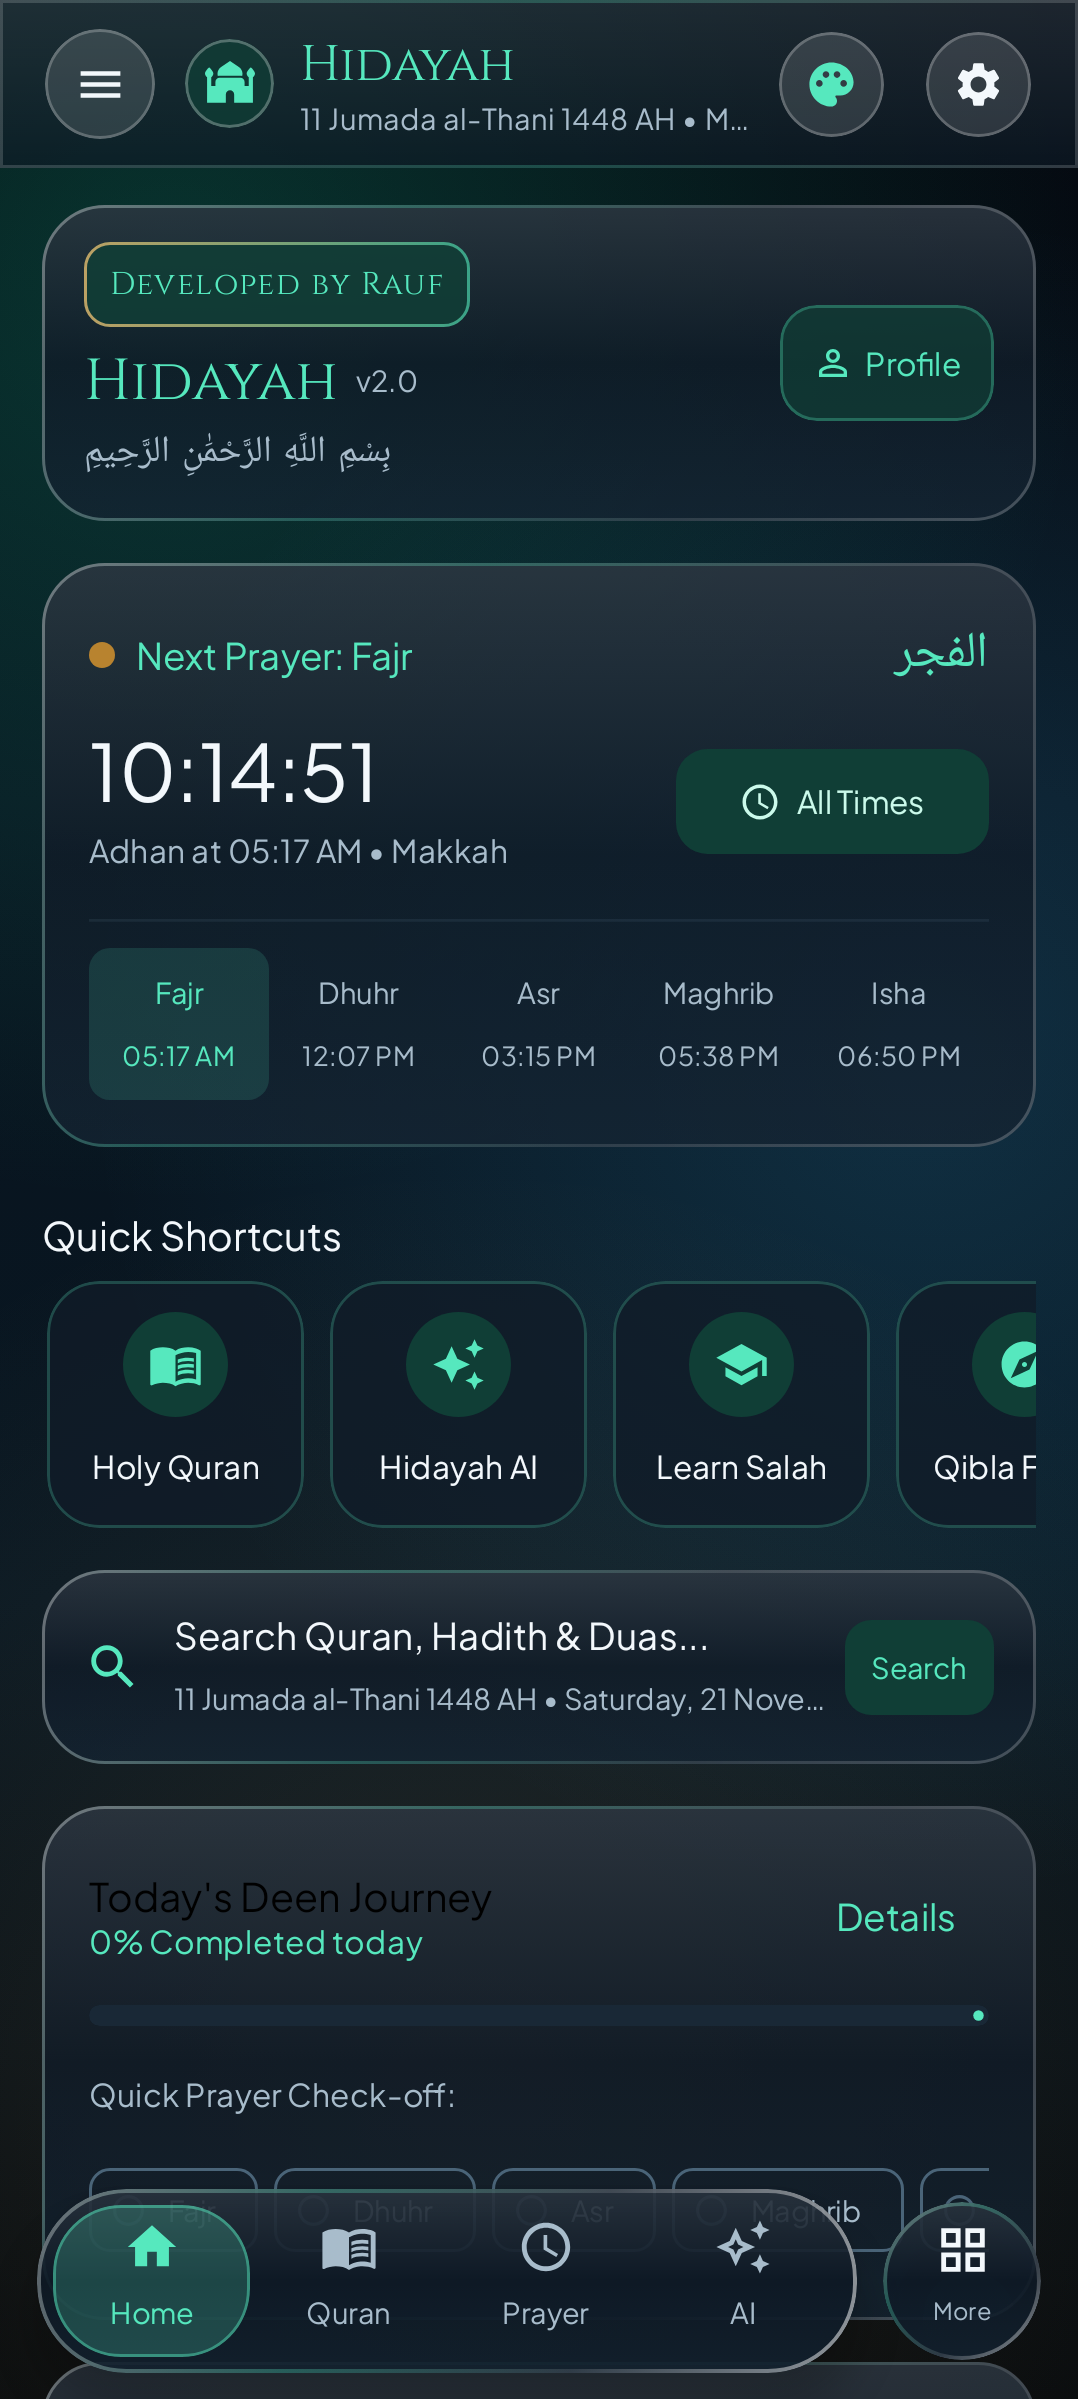 Hidayah
11 Jumada al-Thani 1448 AH • M...
Developed by Rauf
Hidayah v2.0
Profile
بِسْمِ اللَّهِ الرَّحْمَٰنِ الرَّحِيمِ
Next Prayer: Fajr
الفجر
10:14:51
All Times
Adhan at 05:17 AM • Makkah
Fajr Dhuhr Asr Maghrib Isha
05:17 AM 12:07 PM 03:15 PM 05:38 PM 06:50 PM
Quick Shortcuts
Holy Quran Hidayah AI Learn Salah Qibla F
Search Quran, Hadith & Duas...
11 Jumada al-Thani 1448 AH • Saturday, 21 Nove...
Search
Today's Deen Journey
Details
0% Completed today
Quick Prayer Check-off:
Fajr Dhuhr Asr Maghrib
Home Quran Prayer AI More